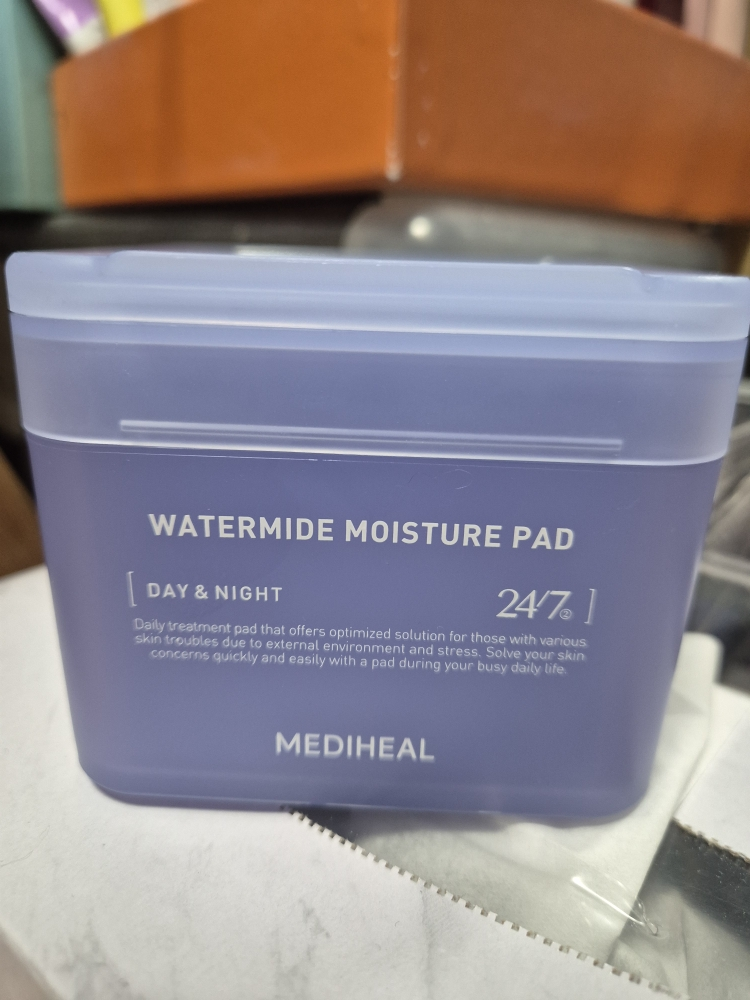 WATERMIDE MOISTURE PAD
[ DAY & NIGHT 24/7 ② ]
Daily treatment pad that offers optimized solution for those with various
skin troubles due to external environment and stress. Solve your skin
concerns quickly and easily with a pad during your busy daily life.
MEDIHEAL